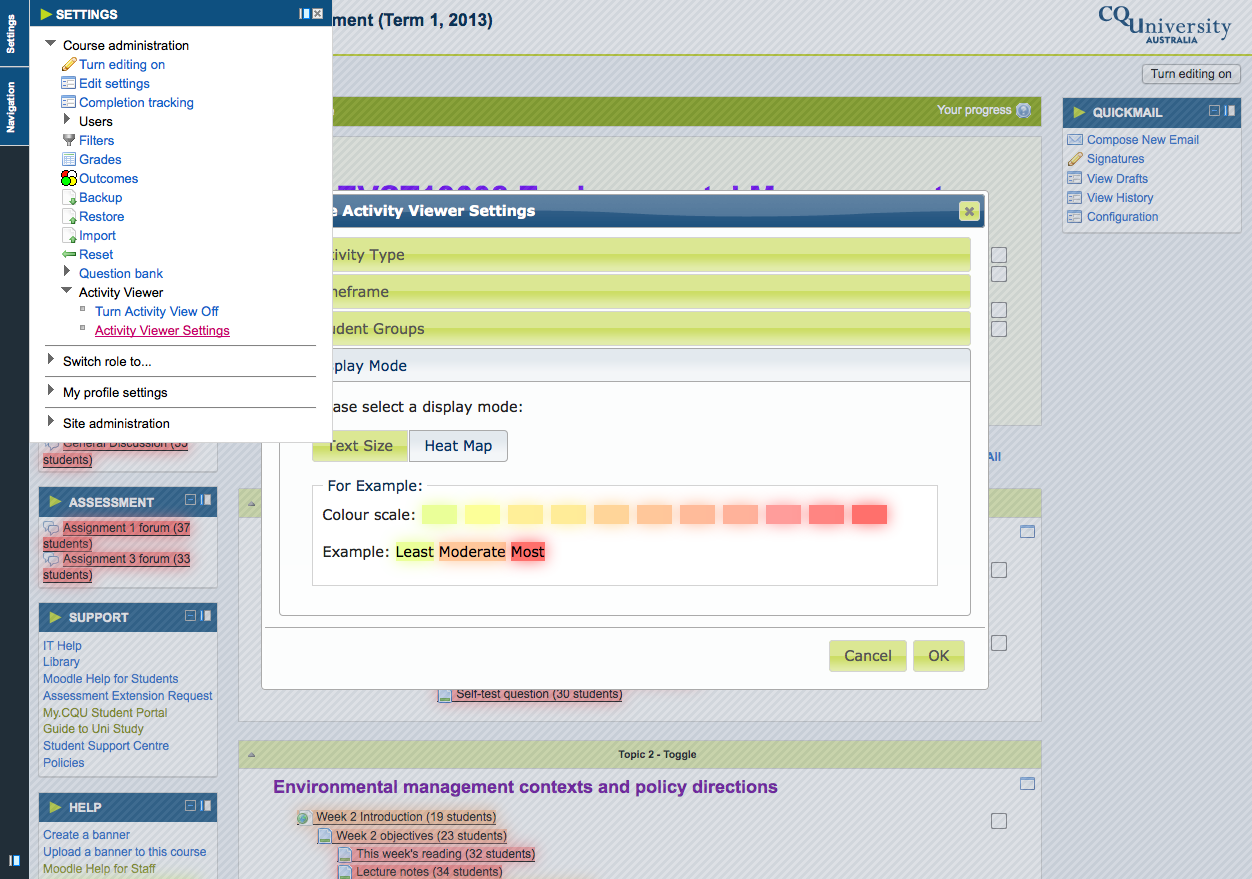 Settings
Navigation
SETTINGS
Course administration
Turn editing on
Edit settings
Completion tracking
Users
Filters
Grades
Outcomes
Backup
Restore
Import
Reset
Question bank
Activity Viewer
Turn Activity View Off
Activity Viewer Settings
Switch role to...
My profile settings
Site administration
ment (Term 1, 2013)
CQUniversity
AUSTRALIA
Turn editing on
Your progress
QUICKMAIL
Compose New Email
Signatures
View Drafts
View History
Configuration
e Activity Viewer Settings
tivity Type
neframe
udent Groups
play Mode
ase select a display mode:
Text Size
Heat Map
For Example:
Colour scale:
Example: Least Moderate Most
Cancel
OK
All
General Discussion (35
students)
ASSESSMENT
Assignment 1 forum (37
students)
Assignment 3 forum (33
students)
SUPPORT
IT Help
Library
Moodle Help for Students
Assessment Extension Request
My.CQU Student Portal
Guide to Uni Study
Student Support Centre
Policies
HELP
Create a banner
Upload a banner to this course
Moodle Help for Staff
Self-test question (30 students)
Topic 2 - Toggle
Environmental management contexts and policy directions
Week 2 Introduction (19 students)
Week 2 objectives (23 students)
This week's reading (32 students)
Lecture notes (34 students)